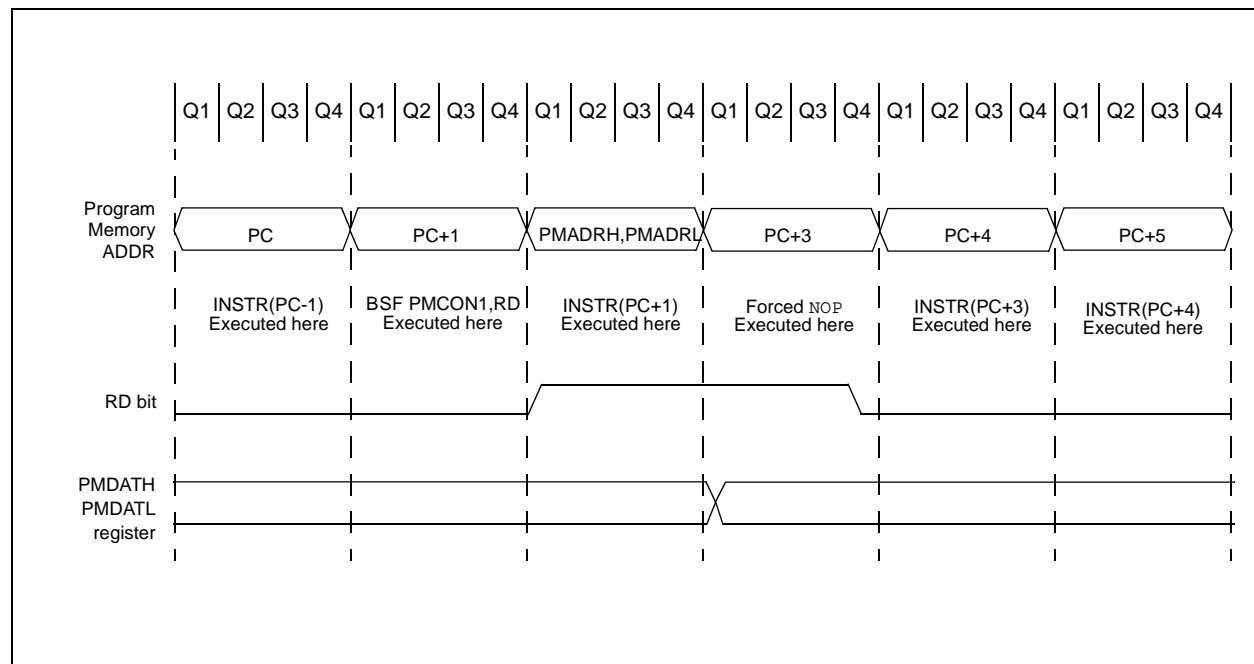 Q1 Q2 Q3 Q4 Q1 Q2 Q3 Q4 Q1 Q2 Q3 Q4 Q1 Q2 Q3 Q4 Q1 Q2 Q3 Q4 Q1 Q2 Q3 Q4
Program
Memory
ADDR
PC
PC+1
PMADRH,PMADRL
PC+3
PC+4
PC+5
INSTR(PC-1)
Executed here
BSF PMCON1,RD
Executed here
INSTR(PC+1)
Executed here
Forced NOP
Executed here
INSTR(PC+3)
Executed here
INSTR(PC+4)
Executed here
RD bit
PMDATH
PMDATL
register